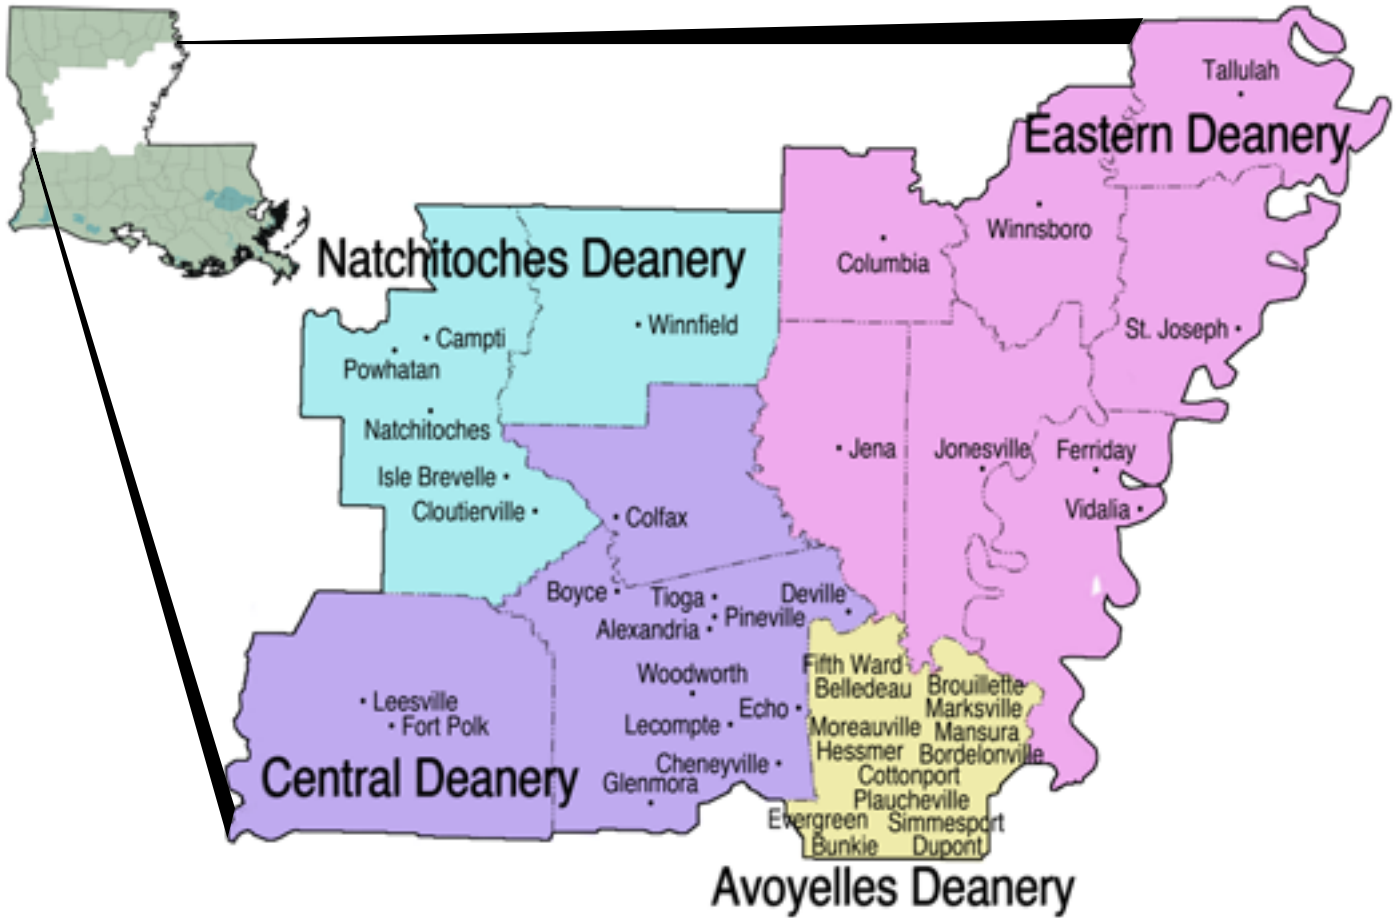 Tallulah
Eastern Deanery
Winnsboro
Columbia
Natchitoches Deanery
St. Joseph
Winnfield
Campti
Powhatan
Natchitoches
Jena
Jonesville
Ferriday
Isle Brevelle
Vidalia
Cloutierville
Colfax
Boyce
Tioga
Deville
Pineville
Alexandria
Fifth Ward
Woodworth
Belledeau
Brouillette
Leesville
Echo
Marksville
Fort Polk
Lecompte
Moreauville
Mansura
Hessmer
Bordelonville
Cheneyville
Central Deanery
Glenmora
Cottonport
Plaucheville
Evergreen
Simmesport
Bunkie
Dupont
Avoyelles Deanery